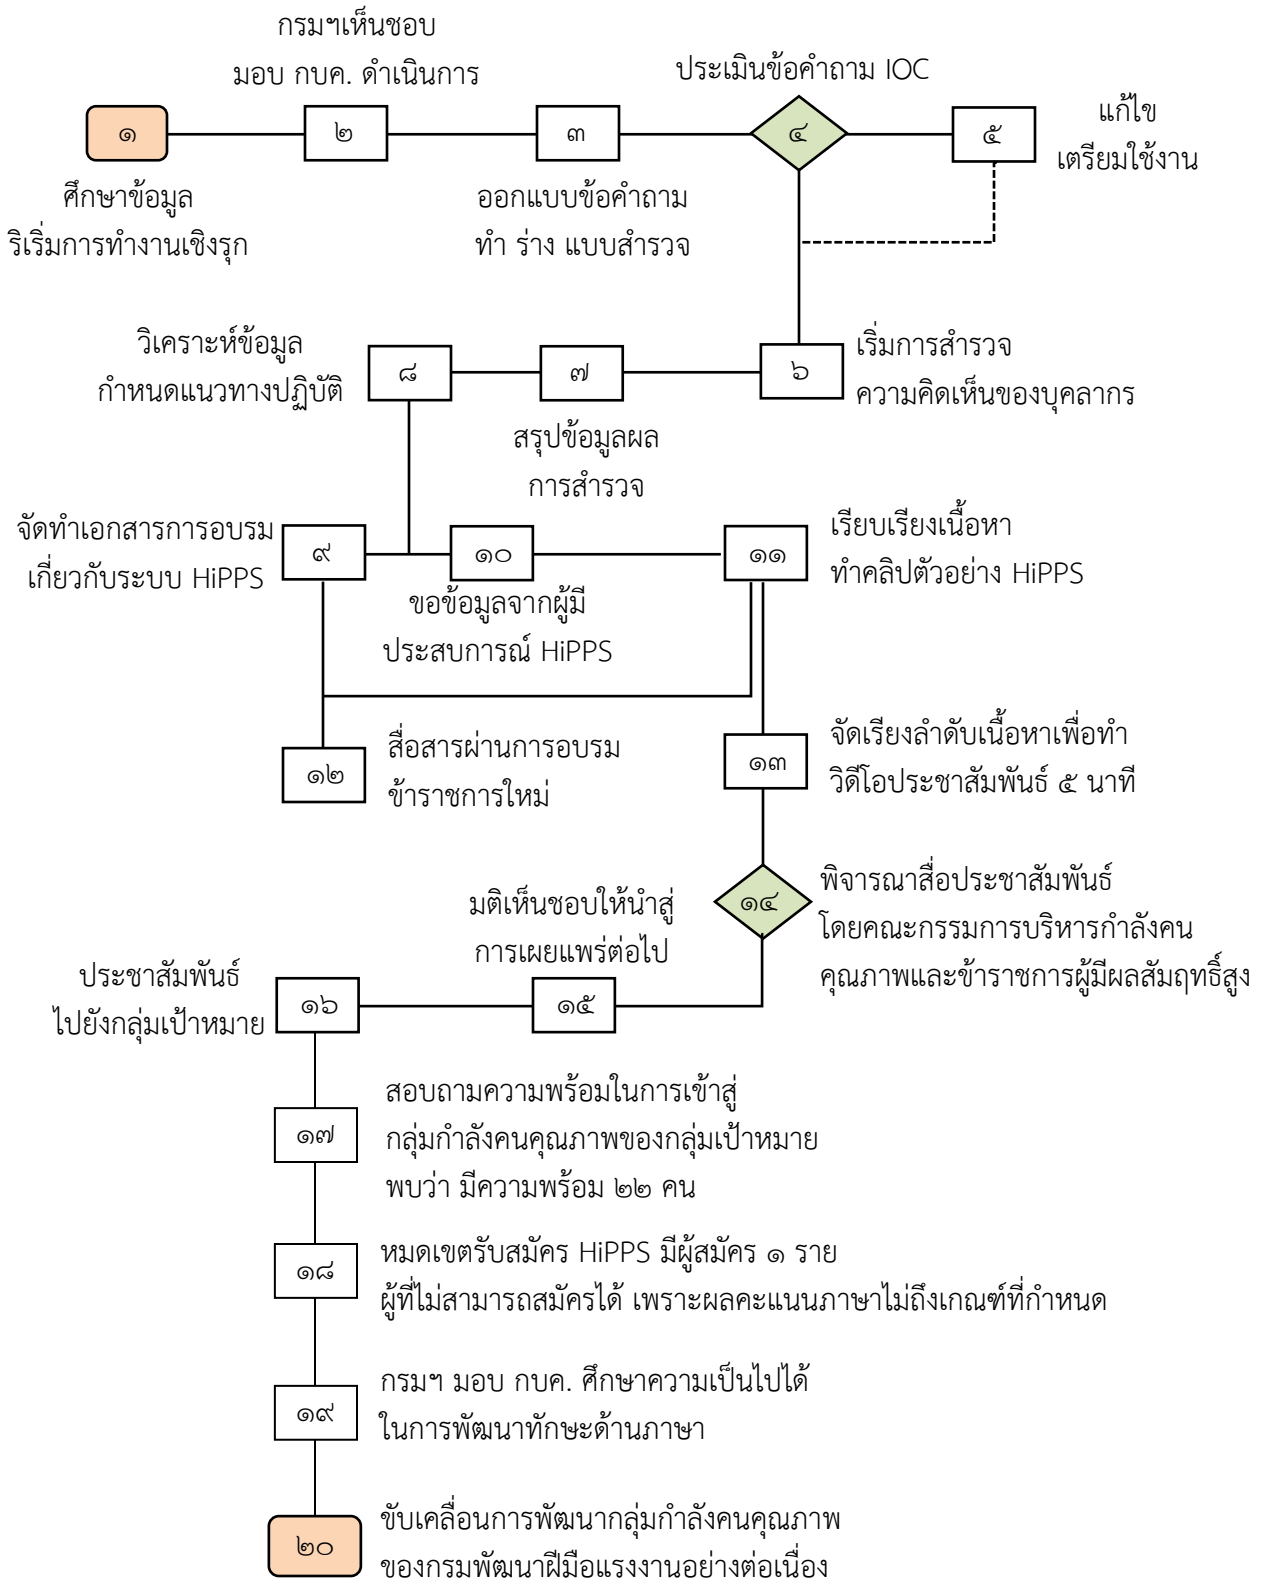 กรมฯเห็นชอบ
มอบ กบค. ดำเนินการ
ประเมินข้อคำถาม IOC
๑
๒
๓
๔
๕
แก้ไข
เตรียมใช้งาน
ศึกษาข้อมูล
ริเริ่มการทำงานเชิงรุก
ออกแบบข้อคำถาม
ทำ ร่าง แบบสำรวจ
วิเคราะห์ข้อมูล
กำหนดแนวทางปฏิบัติ
๘
๗
๖
เริ่มการสำรวจ
ความคิดเห็นของบุคลากร
สรุปข้อมูลผล
การสำรวจ
จัดทำเอกสารการอบรม
เกี่ยวกับระบบ HiPPS
๙
๑๐
๑๑
เรียบเรียงเนื้อหา
ทำคลิปตัวอย่าง HiPPS
ขอข้อมูลจากผู้มี
ประสบการณ์ HiPPS
๑๒
สื่อสารผ่านการอบรม
ข้าราชการใหม่
๑๓
จัดเรียงลำดับเนื้อหาเพื่อทำ
วิดีโอประชาสัมพันธ์ ๕ นาที
๑๔
พิจารณาสื่อประชาสัมพันธ์
โดยคณะกรรมการบริหารกำลังคน
คุณภาพและข้าราชการผู้มีผลสัมฤทธิ์สูง
มติเห็นชอบให้นำสู่
การเผยแพร่ต่อไป
๑๕
ประชาสัมพันธ์
ไปยังกลุ่มเป้าหมาย
๑๖
๑๗
สอบถามความพร้อมในการเข้าสู่
กลุ่มกำลังคนคุณภาพของกลุ่มเป้าหมาย
พบว่า มีความพร้อม ๒๒ คน
๑๘
หมดเขตรับสมัคร HiPPS มีผู้สมัคร ๑ ราย
ผู้ที่ไม่สามารถสมัครได้ เพราะผลคะแนนภาษาไม่ถึงเกณฑ์ที่กำหนด
๑๙
กรมฯ มอบ กบค. ศึกษาความเป็นไปได้
ในการพัฒนาทักษะด้านภาษา
๒๐
ขับเคลื่อนการพัฒนากลุ่มกำลังคนคุณภาพ
ของกรมพัฒนาฝีมือแรงงานอย่างต่อเนื่อง